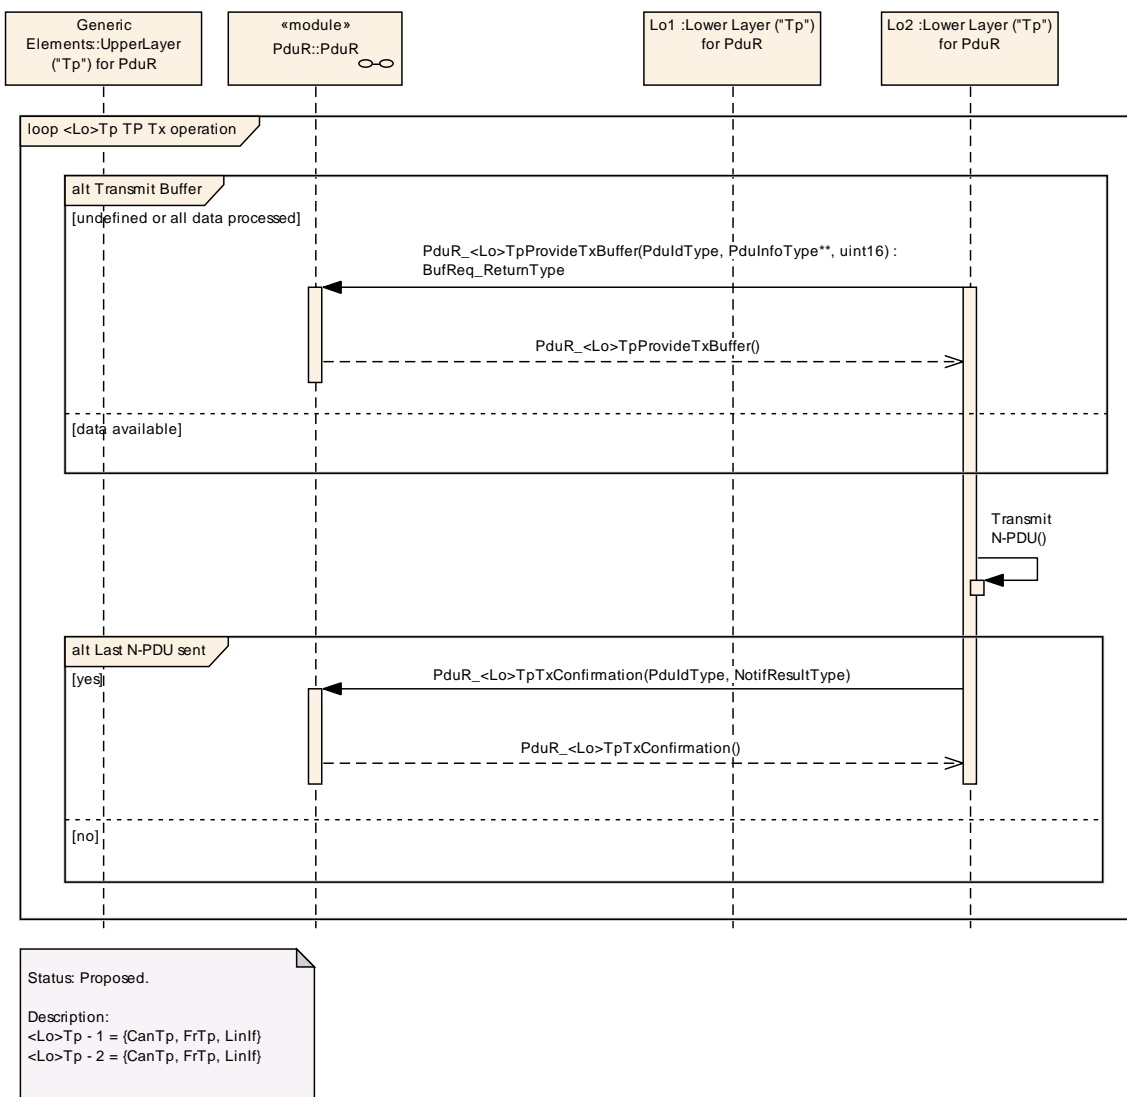 Generic
Elements::UpperLayer
("Tp") for PduR
«module»
PduR::PduR
Lo1 :Lower Layer ("Tp")
for PduR
Lo2 :Lower Layer ("Tp")
for PduR
loop <Lo>Tp TP Tx operation
alt Transmit Buffer
[undefined or all data processed]
PduR_<Lo>TpProvideTxBuffer(PduIdType, PduInfoType**, uint16) :
BufReq_ReturnType
PduR_<Lo>TpProvideTxBuffer()
[data available]
Transmit
N-PDU()
alt Last N-PDU sent
[yes]
PduR_<Lo>TpTxConfirmation(PduIdType, NotifResultType)
PduR_<Lo>TpTxConfirmation()
[no]
Status: Proposed.
Description:
<Lo>Tp - 1 = {CanTp, FrTp, LinIf}
<Lo>Tp - 2 = {CanTp, FrTp, LinIf}